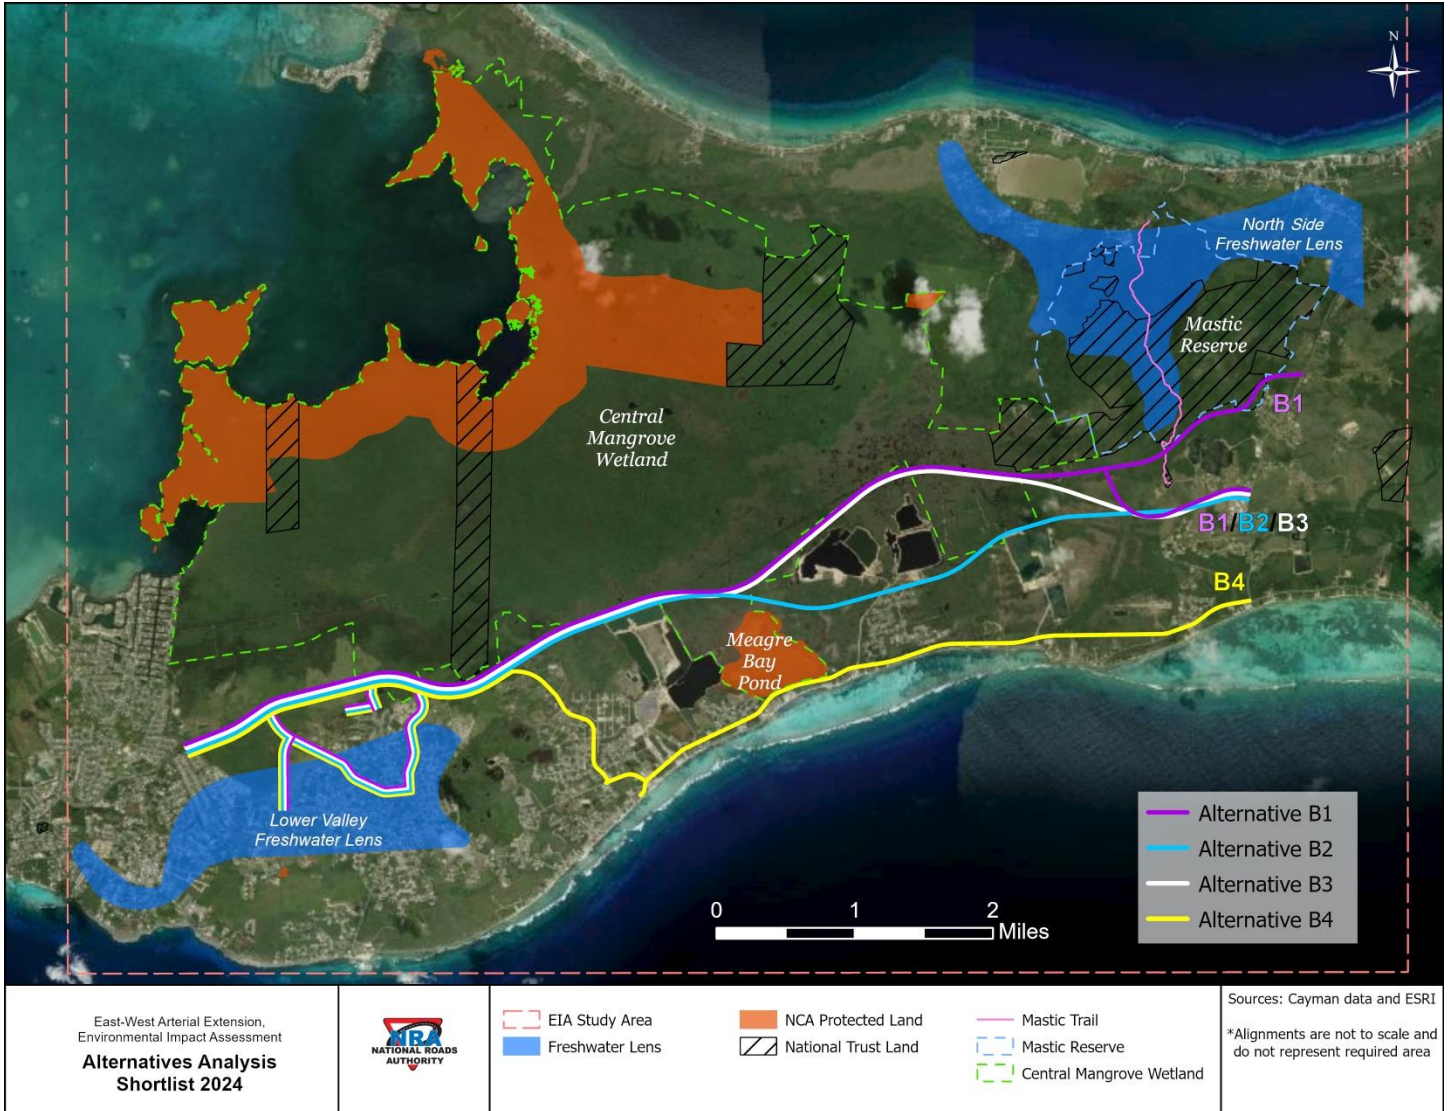 N
North Side
Freshwater Lens
Mastic
Reserve
B1
Central
Mangrove
Wetland
B1/B2/B3
B4
Meagre
Bay
Pond
Lower Valley
Freshwater Lens
Alternative B1
Alternative B2
Alternative B3
Alternative B4
0 1 2
Miles
East-West Arterial Extension,
Environmental Impact Assessment
Alternatives Analysis
Shortlist 2024
NRA
NATIONAL ROADS
AUTHORITY
EIA Study Area
Freshwater Lens
NCA Protected Land
National Trust Land
Mastic Trail
Mastic Reserve
Central Mangrove Wetland
Sources: Cayman data and ESRI
*Alignments are not to scale and
do not represent required area